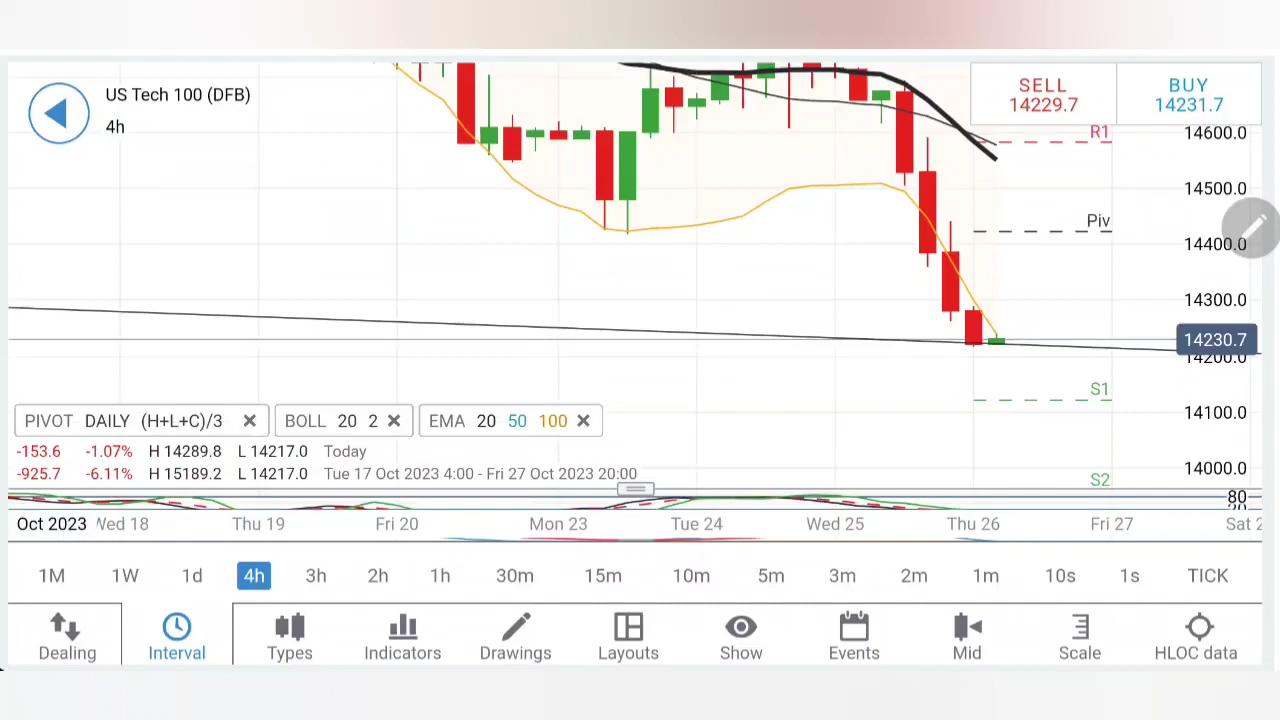 US Tech 100 (DFB)
4h
SELL
14229.7
BUY
14231.7
R1
14600.0
14500.0
Piv
14400.0
14300.0
14230.7
14200.0
S1
14100.0
14000.0
S2
PIVOT DAILY (H+L+C)/3
BOLL 20 2
EMA 20 50 100
-153.6 -1.07% H 14289.8 L 14217.0 Today
-925.7 -6.11% H 15189.2 L 14217.0 Tue 17 Oct 2023 4:00 - Fri 27 Oct 2023 20:00
80
20
Oct 2023 Wed 18 Thu 19 Fri 20 Mon 23 Tue 24 Wed 25 Thu 26 Fri 27 Sat
1M 1W 1d 4h 3h 2h 1h 30m 15m 10m 5m 3m 2m 1m 10s 1s TICK
Dealing Interval Types Indicators Drawings Layouts Show Events Mid Scale HLOC data